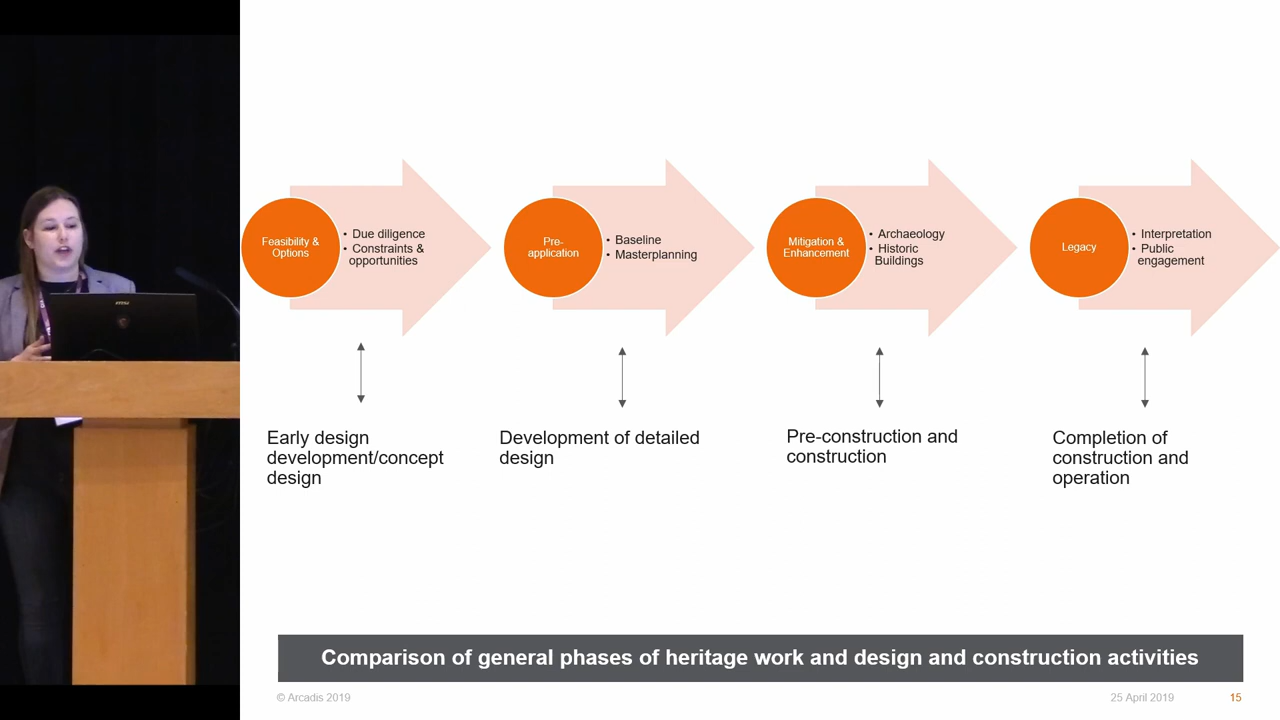 Feasibility &
Options
• Due diligence
• Constraints &
opportunities
Pre-
application
• Baseline
• Masterplanning
Mitigation &
Enhancement
• Archaeology
• Historic
Buildings
Legacy
• Interpretation
• Public
engagement
Early design
development/concept
design
Development of detailed
design
Pre-construction and
construction
Completion of
construction and
operation
Comparison of general phases of heritage work and design and construction activities
© Arcadis 2019
25 April 2019
15
msi